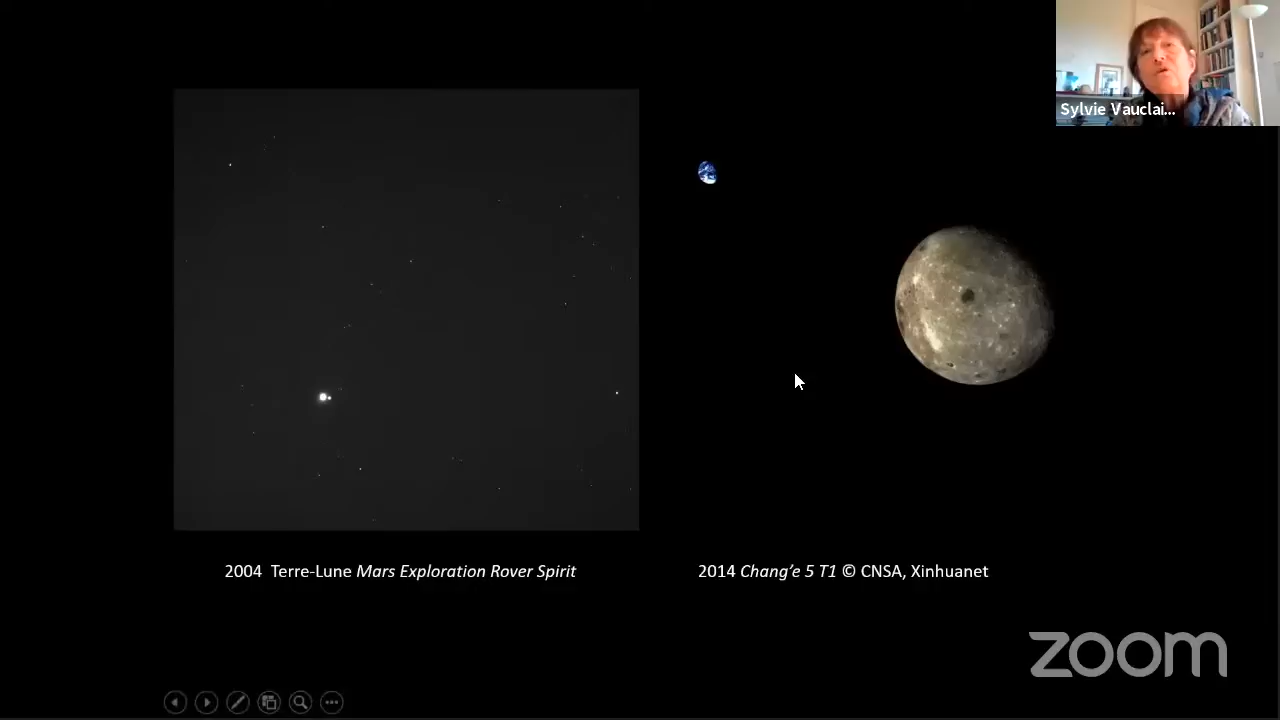 Sylvie Vauclai...
2004 Terre-Lune Mars Exploration Rover Spirit
2014 Chang’e 5 T1 © CNSA, Xinhuanet
zoom